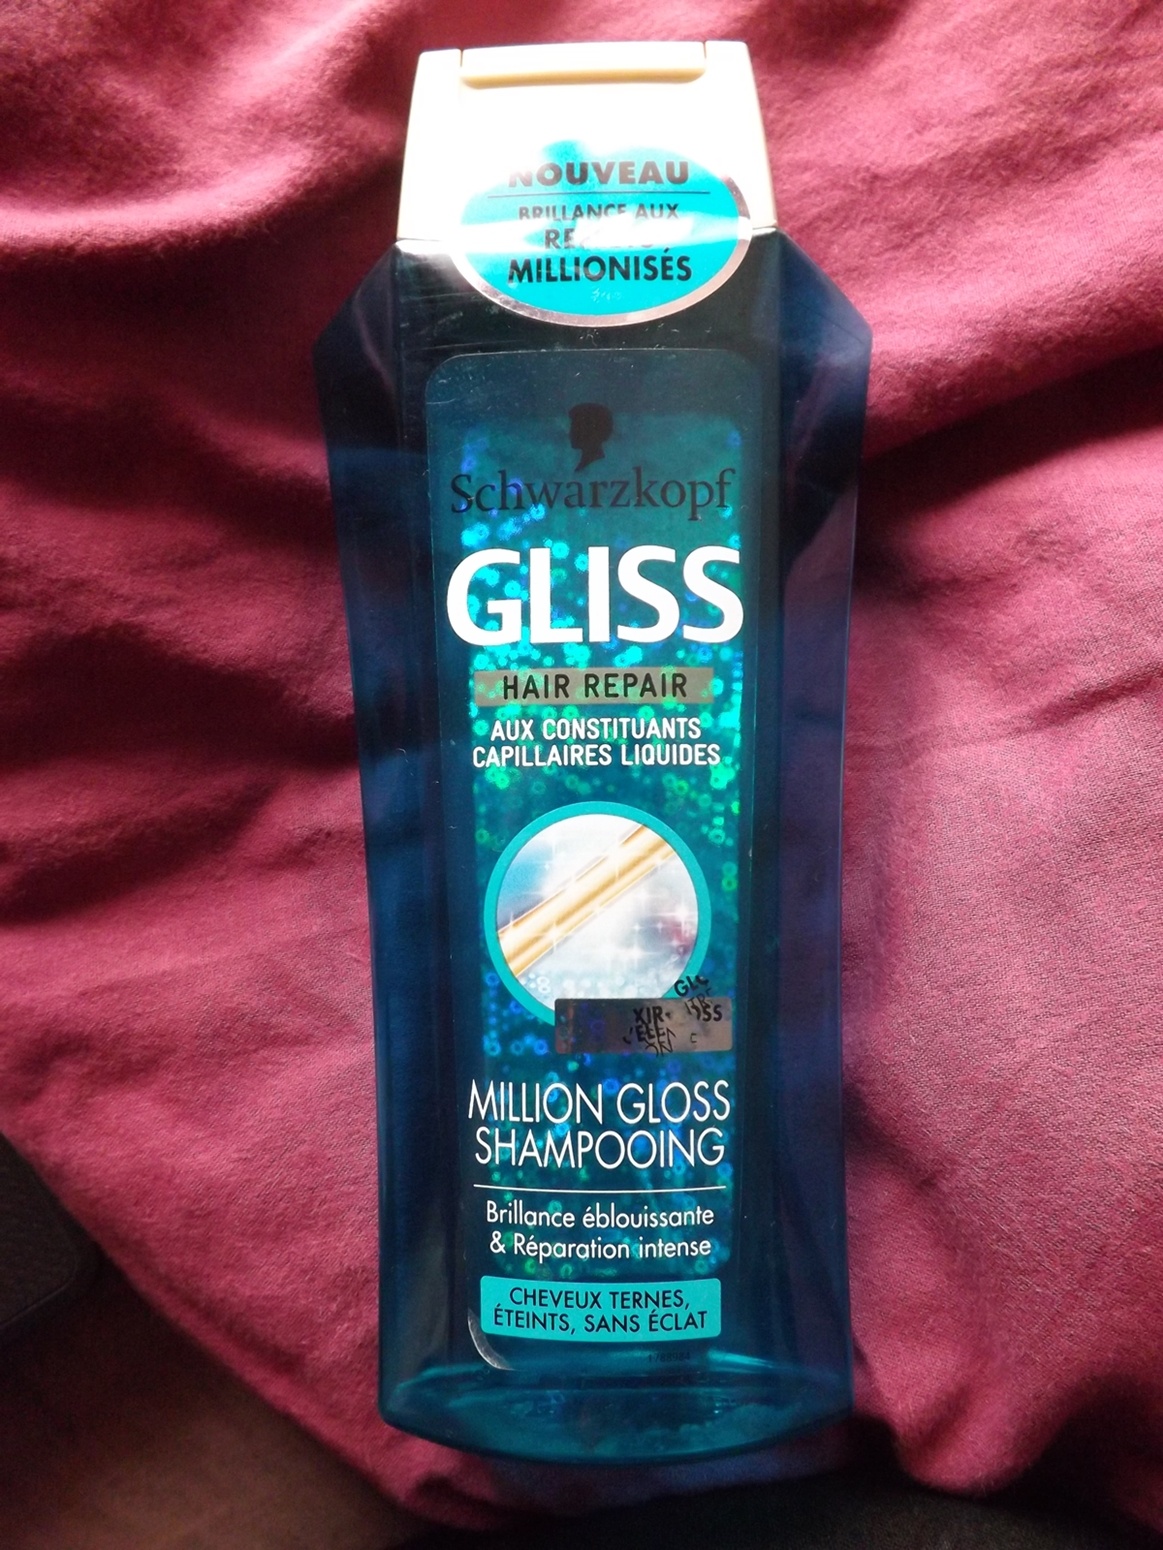 NOUVEAU
BRILLANCE AUX
MILLIONISÉS
Schwarzkopf
GLISS
HAIR REPAIR
AUX CONSTITUANTS
CAPILLAIRES LIQUIDES
MILLION GLOSS
SHAMPOOING
Brillance éblouissante
& Réparation intense
CHEVEUX TERNES,
ÉTEINTS, SANS ÉCLAT